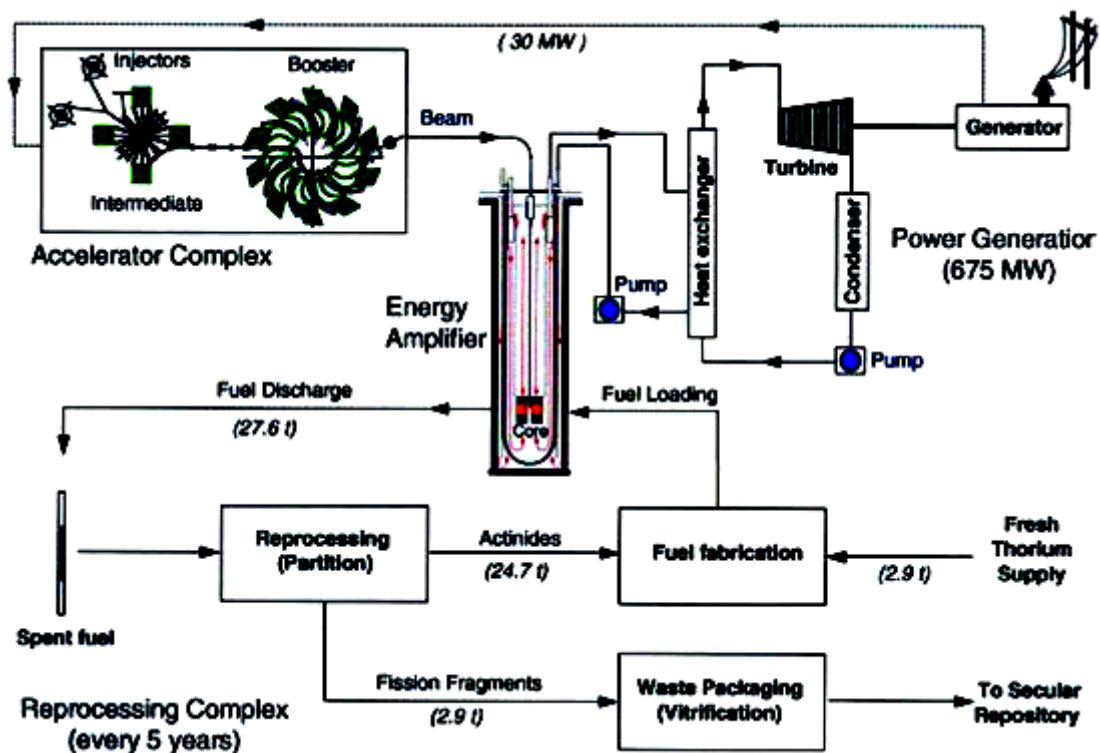 ( 30 MW )
Injectors
Booster
Beam
Intermediate
Accelerator Complex
Generator
Turbine
Heat exchanger
Condenser
Power Generatior
(675 MW)
Pump
Pump
Energy
Amplifier
Core
Fuel Discharge
(27.6 t)
Fuel Loading
Reprocessing
(Partition)
Actinides
(24.7 t)
Fuel fabrication
(2.9 t)
Fresh
Thorium
Supply
Spent fuel
Fission Fragments
(2.9 t)
Waste Packaging
(Vitrification)
To Secular
Repository
Reprocessing Complex
(every 5 years)